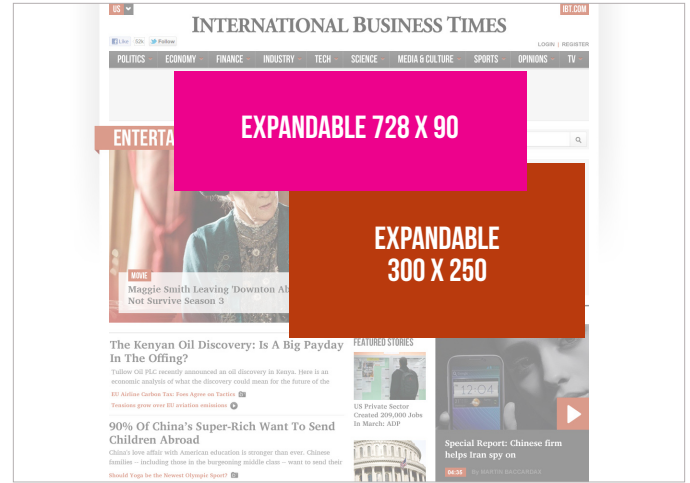 US
IBT.COM
INTERNATIONAL BUSINESS TIMES
Like 52k Follow
LOGIN | REGISTER
POLITICS ECONOMY FINANCE INDUSTRY TECH SCIENCE MEDIA & CULTURE SPORTS OPINIONS TV
EXPANDABLE 728 X 90
ENTERTA
EXPANDABLE
300 X 250
MOVIE
Maggie Smith Leaving 'Downton Ab
Not Survive Season 3
The Kenyan Oil Discovery: Is A Big Payday
In The Offing?
Tullow Oil PLC recently announced an oil discovery in Kenya. Here is an
economic analysis of what the discovery could mean for the future of the
EU Airline Carbon Tax: Foes Agree on Tactics
Tensions grow over EU aviation emissions
90% Of China's Super-Rich Want To Send
Children Abroad
China's love affair with American education is stronger than ever. Chinese
families -- including those in the burgeoning middle class -- want to send their
Should Yoga be the Newest Olympic Sport?
FEATURED STORIES
US Private Sector
Created 209,000 Jobs
In March: ADP
12:04
Special Report: Chinese firm
helps Iran spy on
04:35 By MARTIN BACCARDAX